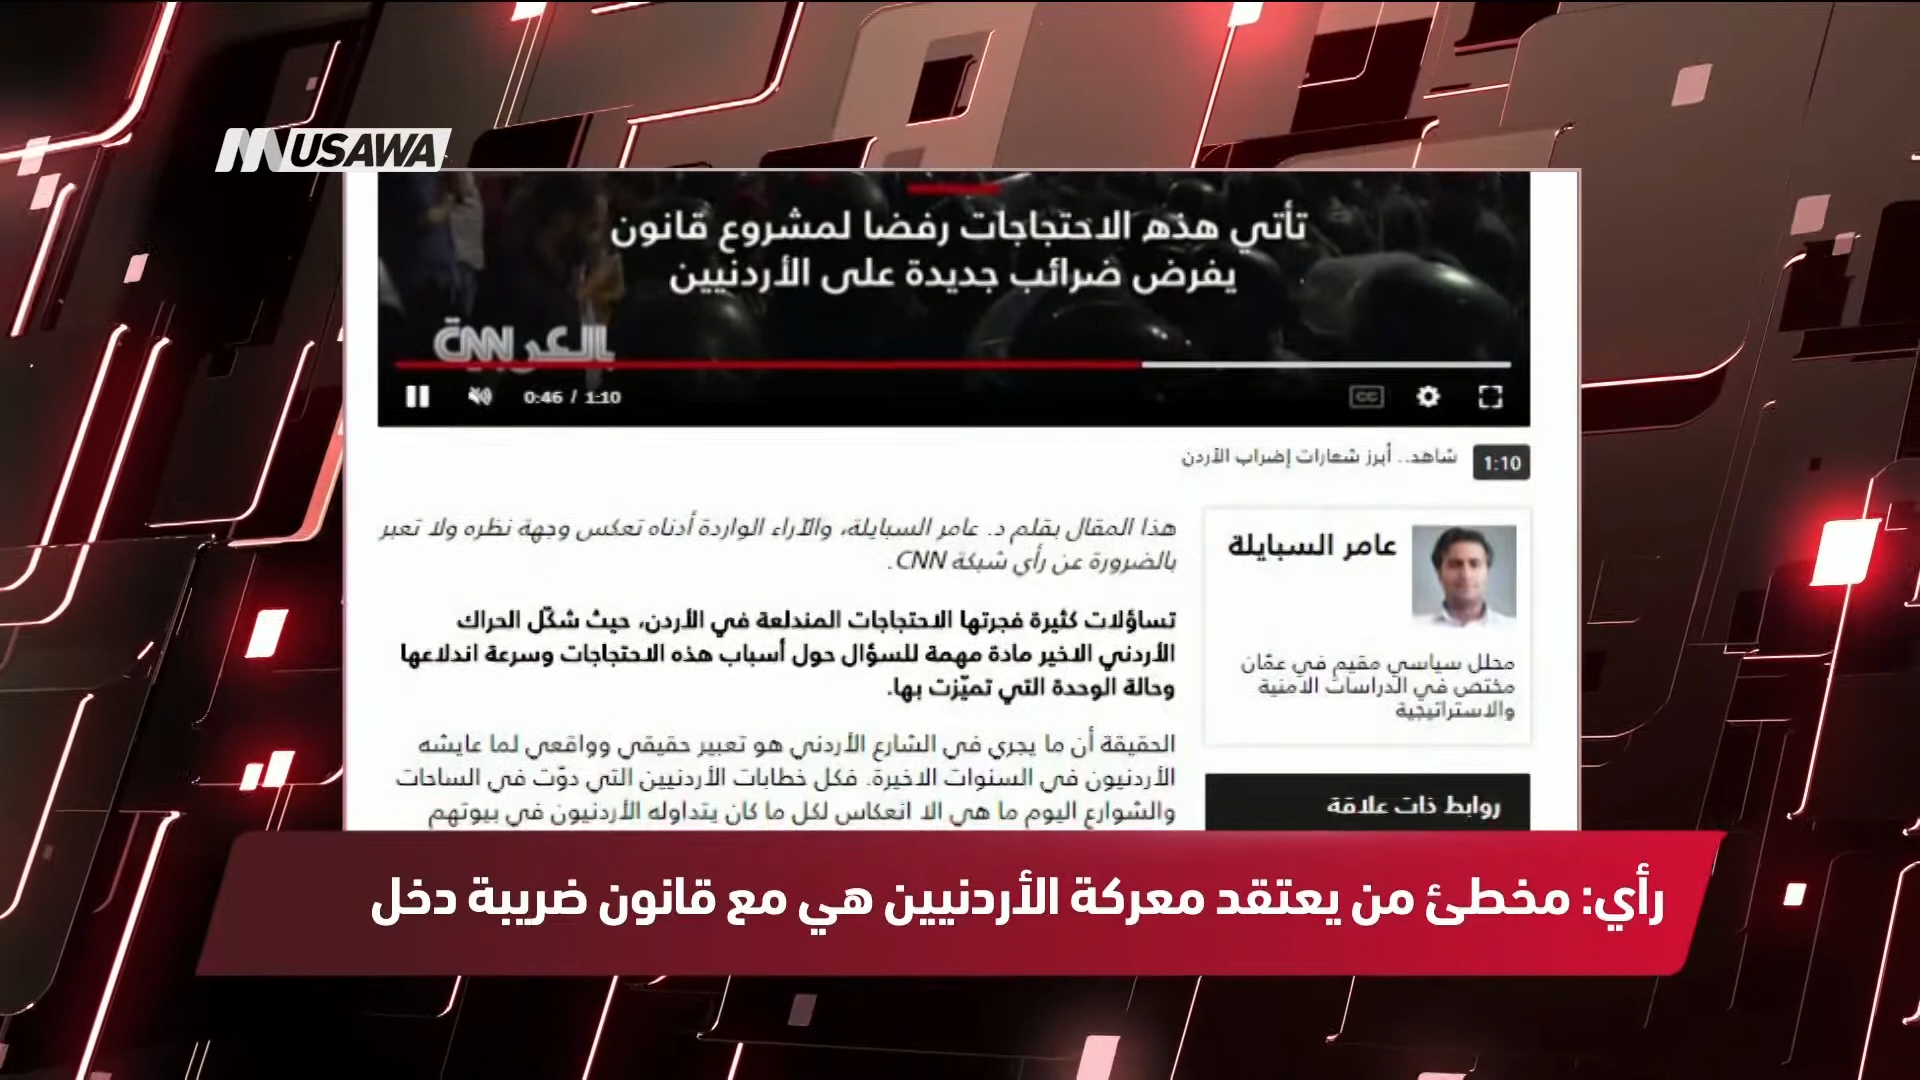 MUSAWA
تأتي هذه الاحتجاجات رفضا لمشروع قانون
يفرض ضرائب جديدة على الأردنيين
CNN بالعربية
0:46 / 1:10
CC
1:10
شاهد.. أبرز شعارات إضراب الأردن
عامر السبايلة
محلل سياسي مقيم في عمّان
مختص في الدراسات الامنية
والاستراتيجية
روابط ذات علاقة
هذا المقال بقلم د. عامر السبايلة، والآراء الواردة أدناه تعكس وجهة نظره ولا تعبر
بالضرورة عن رأي شبكة CNN.
تساؤلات كثيرة فجرتها الاحتجاجات المندلعة في الأردن، حيث شكّل الحراك
الأردني الاخير مادة مهمة للسؤال حول أسباب هذه الاحتجاجات وسرعة اندلاعها
وحالة الوحدة التي تميّزت بها.
الحقيقة أن ما يجري في الشارع الأردني هو تعبير حقيقي وواقعي لما عايشه
الأردنيون في السنوات الاخيرة. فكل خطابات الأردنيين التي دوّت في الساحات
والشوارع اليوم ما هي الا انعكاس لكل ما كان يتداوله الأردنيون في بيوتهم
رأي: مخطئ من يعتقد معركة الأردنيين هي مع قانون ضريبة دخل